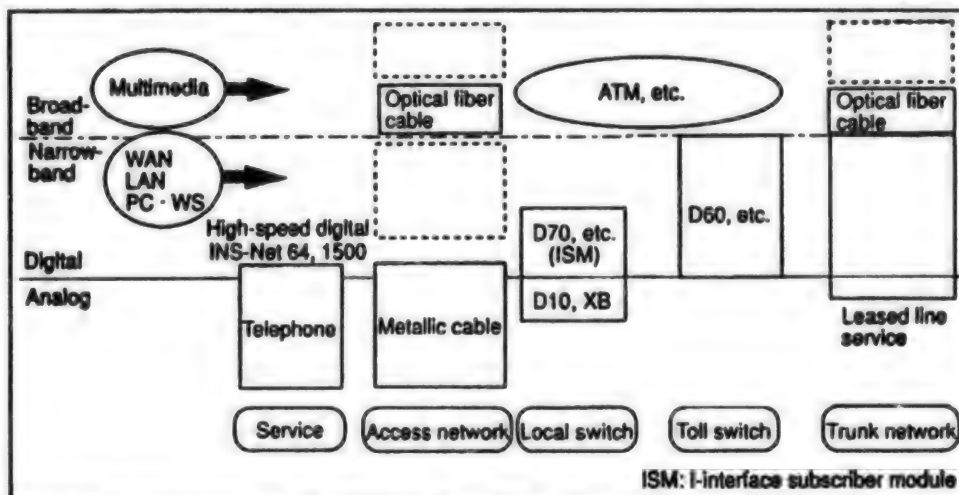 Multimedia
Broad-
band
Narrow-
band
WAN
LAN
PC · WS
High-speed digital
INS-Net 64, 1500
Digital
Analog
Optical fiber
cable
ATM, etc.
Optical fiber
cable
D70, etc.
(ISM)
D60, etc.
D10, XB
Telephone
Metallic cable
Leased line
service
Service
Access network
Local switch
Toll switch
Trunk network
ISM: I-interface subscriber module